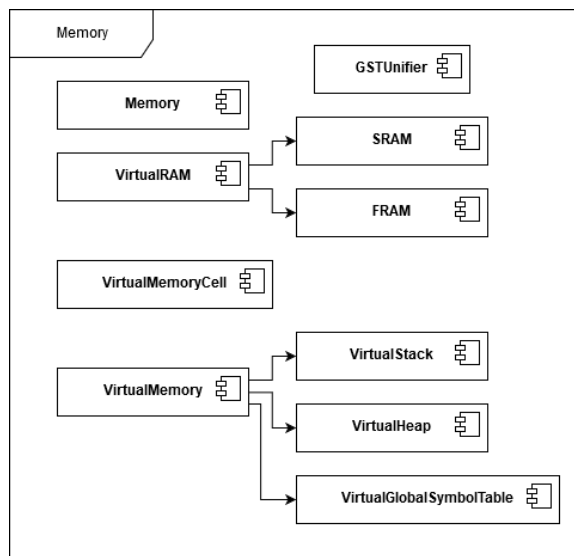 Memory
GSTUnifier
Memory
SRAM
VirtualRAM
FRAM
VirtualMemoryCell
VirtualStack
VirtualMemory
VirtualHeap
VirtualGlobalSymbolTable